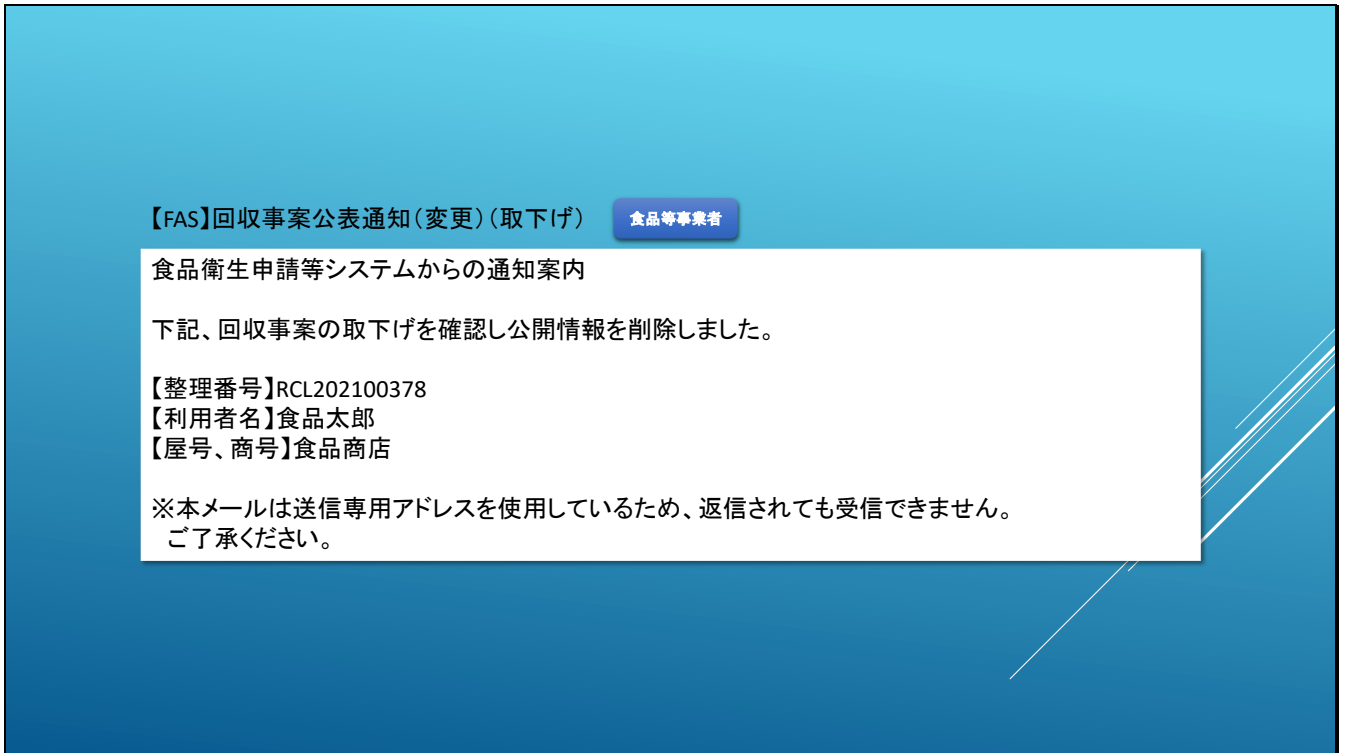 【FAS】回収事案公表通知（変更）（取下げ）
食品等事業者
食品衛生申請等システムからの通知案内
下記、回収事案の取下げを確認し公開情報を削除しました。
【整理番号】RCL202100378
【利用者名】食品太郎
【屋号、商号】食品商店
※本メールは送信専用アドレスを使用しているため、返信されても受信できません。
ご了承ください。